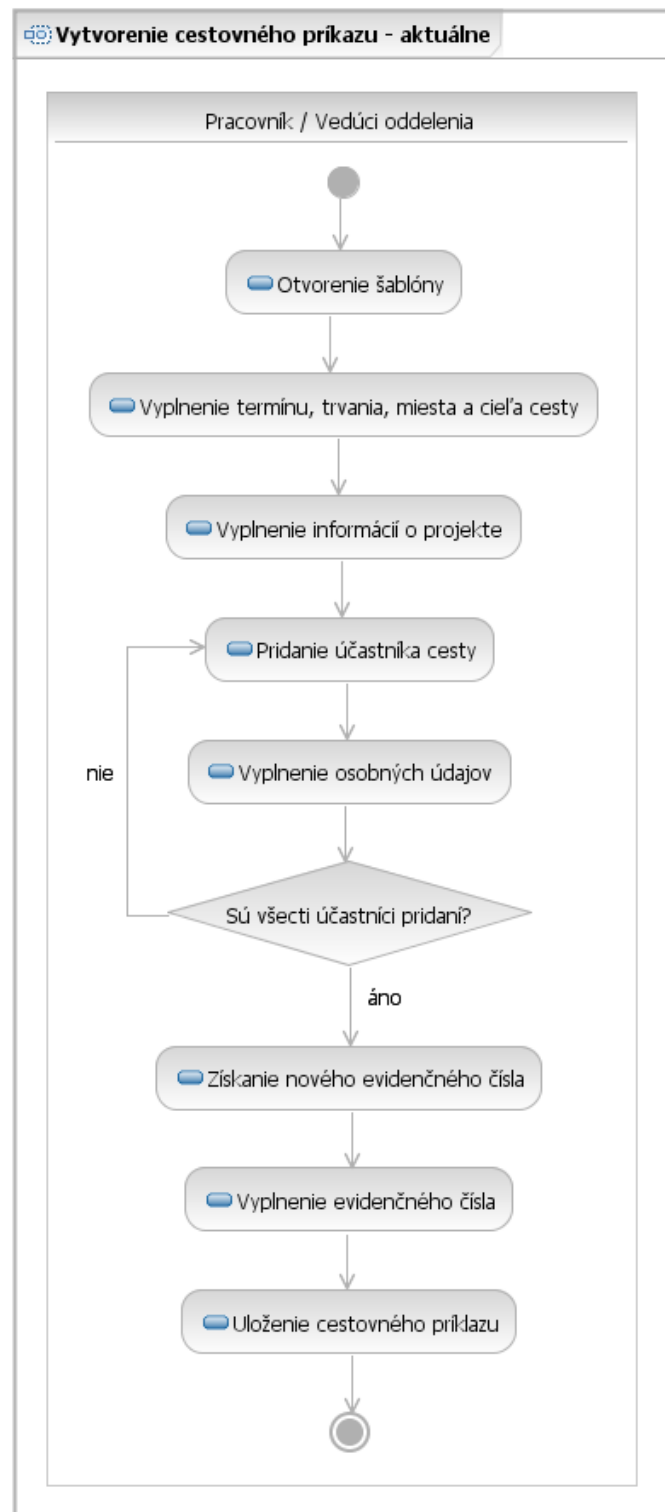 Vytvorenie cestovného príkazu - aktuálne
Pracovník / Vedúci oddelenia
Otvorenie šablóny
Vyplnenie termínu, trvania, miesta a cieľa cesty
Vyplnenie informácií o projekte
Pridanie účastníka cesty
Vyplnenie osobných údajov
nie
Sú všecti účastníci pridaní?
áno
Získanie nového evidenčného čísla
Vyplnenie evidenčného čísla
Uloženie cestovného príklazu